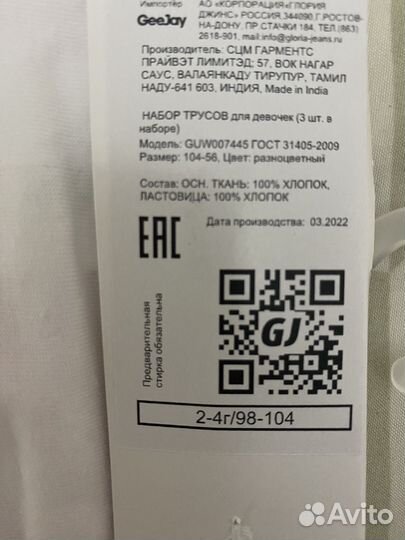 Импортёр
GeeJay
АО «КОРПОРАЦИЯ«ГЛОРИЯ
ДЖИНС» РОССИЯ,344090,Г.РОСТОВ-
НА-ДОНУ, ПР.СТАЧКИ 184, ТЕЛ.(863)
2618-901, mail:info@gloria-jeans.ru
Производитель: СЦМ ГАРМЕНТС
ПРАЙВЭТ ЛИМИТЭД; 57, ВОК НАГАР
САУС, ВАЛАЯНКАДУ ТИРУПУР, ТАМИЛ
НАДУ-641 603, ИНДИЯ, Made in India
НАБОР ТРУСОВ для девочек (3 шт. в
наборе)
Модель: GUW007445 ГОСТ 31405-2009
Размер: 104-56, Цвет: разноцветный
Состав: ОСН. ТКАНЬ: 100% ХЛОПОК,
ЛАСТОВИЦА: 100% ХЛОПОК
Дата производства: 03.2022
ЕАС
Предварительная
стирка обязательна
GJ
2-4г/98-104
Avito